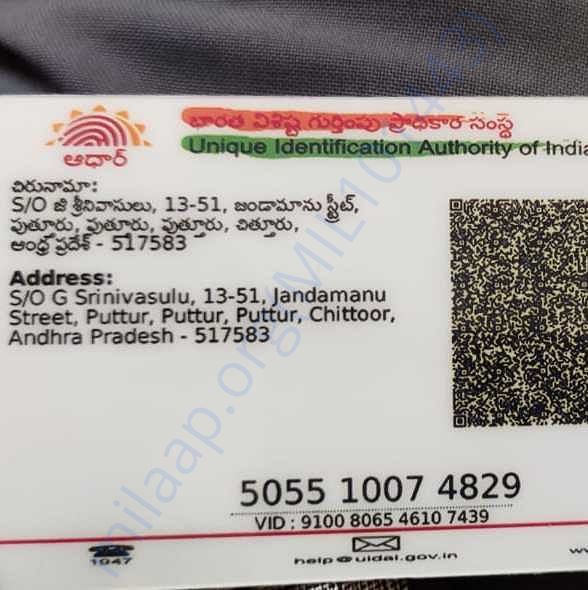 భారత విశిష్ట గుర్తింపు ప్రాధికార సంస్థ
Unique Identification Authority of India
ఆధార్
చిరునామా:
S/O జి శ్రీనివాసులు, 13-51, జండామాను స్ట్రీట్,
పుతూరు, పుత్తూరు, పుత్తూరు, చిత్తూరు,
ఆంధ్ర ప్రదేశ్ - 517583
Address:
S/O G Srinivasulu, 13-51, Jandamanu
Street, Puttur, Puttur, Puttur, Chittoor,
Andhra Pradesh - 517583
5055 1007 4829
VID : 9100 8065 4610 7439
1947
help@uidai.gov.in